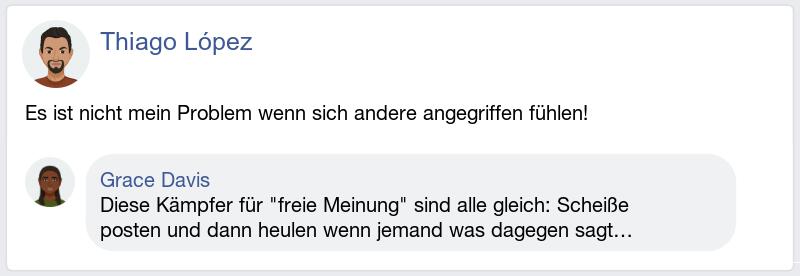 Thiago López
Es ist nicht mein Problem wenn sich andere angegriffen fühlen!
Grace Davis
Diese Kämpfer für "freie Meinung" sind alle gleich: Scheiße
posten und dann heulen wenn jemand was dagegen sagt...